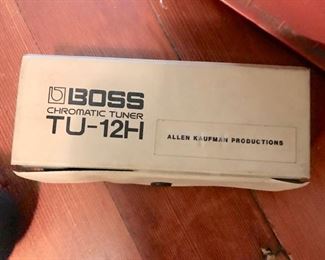 BOSS
CHROMATIC TUNER
TU-12H
ALLEN KAUFMAN PRODUCTIONS